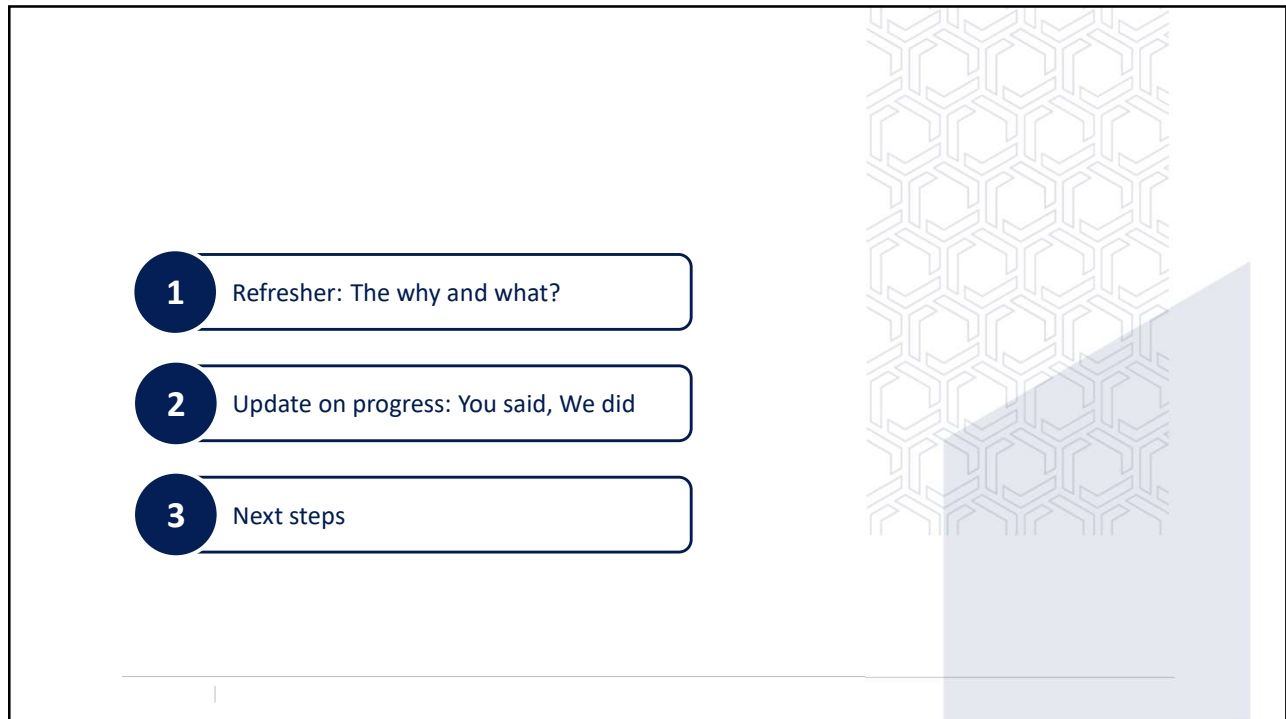 1
Refresher: The why and what?
2
Update on progress: You said, We did
3
Next steps